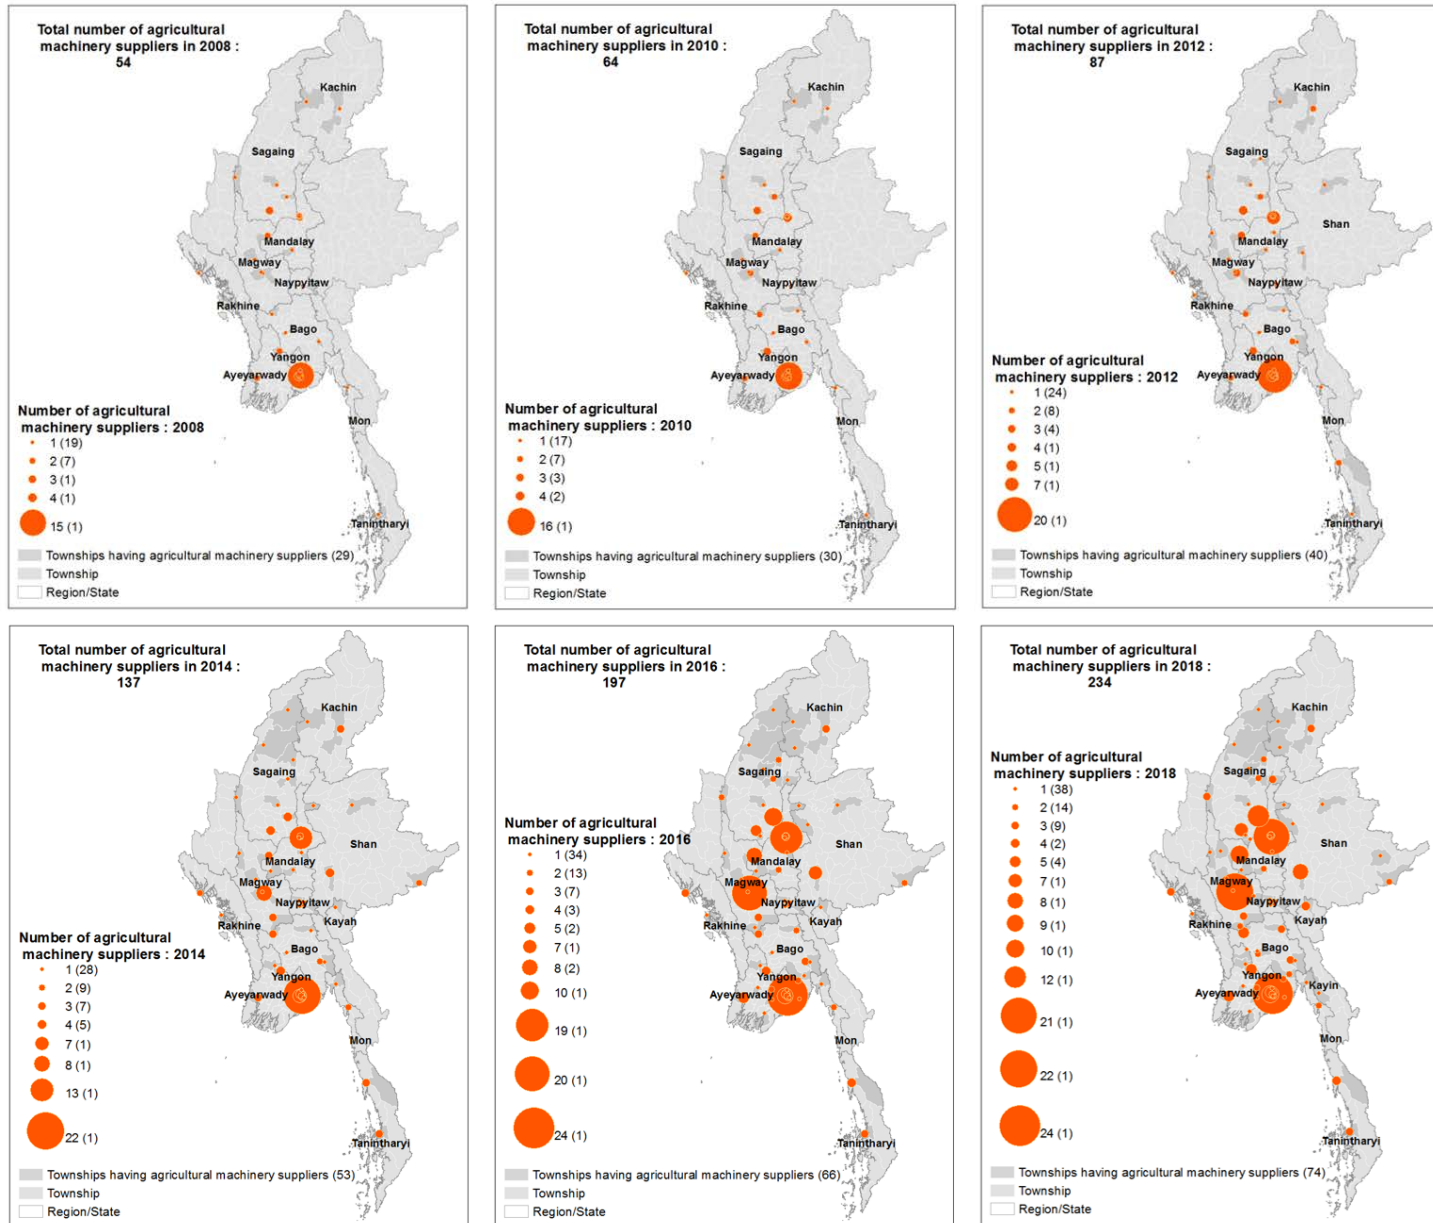 Total number of agricultural
machinery suppliers in 2008 :
54
Kachin
Sagaing
Mandalay
Magway
Naypyitaw
Rakhine
Bago
Yangon
Ayeyarwady
Mon
Tanintharyi
Number of agricultural
machinery suppliers : 2008
1 (19)
2 (7)
3 (1)
4 (1)
15 (1)
Townships having agricultural machinery suppliers (29)
Township
Region/State
Total number of agricultural
machinery suppliers in 2010 :
64
Kachin
Sagaing
Mandalay
Magway
Naypyitaw
Rakhine
Bago
Yangon
Ayeyarwady
Mon
Tanintharyi
Number of agricultural
machinery suppliers : 2010
1 (17)
2 (7)
3 (3)
4 (2)
16 (1)
Townships having agricultural machinery suppliers (30)
Township
Region/State
Total number of agricultural
machinery suppliers in 2012 :
87
Kachin
Sagaing
Shan
Mandalay
Magway
Naypyitaw
Rakhine
Bago
Yangon
Ayeyarwady
Mon
Tanintharyi
Number of agricultural
machinery suppliers : 2012
1 (24)
2 (8)
3 (4)
4 (1)
5 (1)
7 (1)
20 (1)
Townships having agricultural machinery suppliers (40)
Township
Region/State
Total number of agricultural
machinery suppliers in 2014 :
137
Kachin
Sagaing
Shan
Mandalay
Magway
Naypyitaw
Rakhine
Kayah
Bago
Yangon
Ayeyarwady
Mon
Tanintharyi
Number of agricultural
machinery suppliers : 2014
1 (28)
2 (9)
3 (7)
4 (5)
7 (1)
8 (1)
13 (1)
22 (1)
Townships having agricultural machinery suppliers (53)
Township
Region/State
Total number of agricultural
machinery suppliers in 2016 :
197
Kachin
Sagaing
Shan
Mandalay
Magway
Naypyitaw
Rakhine
Kayah
Bago
Yangon
Ayeyarwady
Mon
Tanintharyi
Number of agricultural
machinery suppliers : 2016
1 (34)
2 (13)
3 (7)
4 (3)
5 (2)
7 (1)
8 (2)
10 (1)
19 (1)
20 (1)
24 (1)
Townships having agricultural machinery suppliers (66)
Township
Region/State
Total number of agricultural
machinery suppliers in 2018 :
234
Kachin
Sagaing
Shan
Mandalay
Magway
Naypyitaw
Rakhine
Kayah
Bago
Yangon
Kayin
Ayeyarwady
Mon
Tanintharyi
Number of agricultural
machinery suppliers : 2018
1 (38)
2 (14)
3 (9)
4 (2)
5 (4)
7 (1)
8 (1)
9 (1)
10 (1)
12 (1)
21 (1)
22 (1)
24 (1)
Townships having agricultural machinery suppliers (74)
Township
Region/State